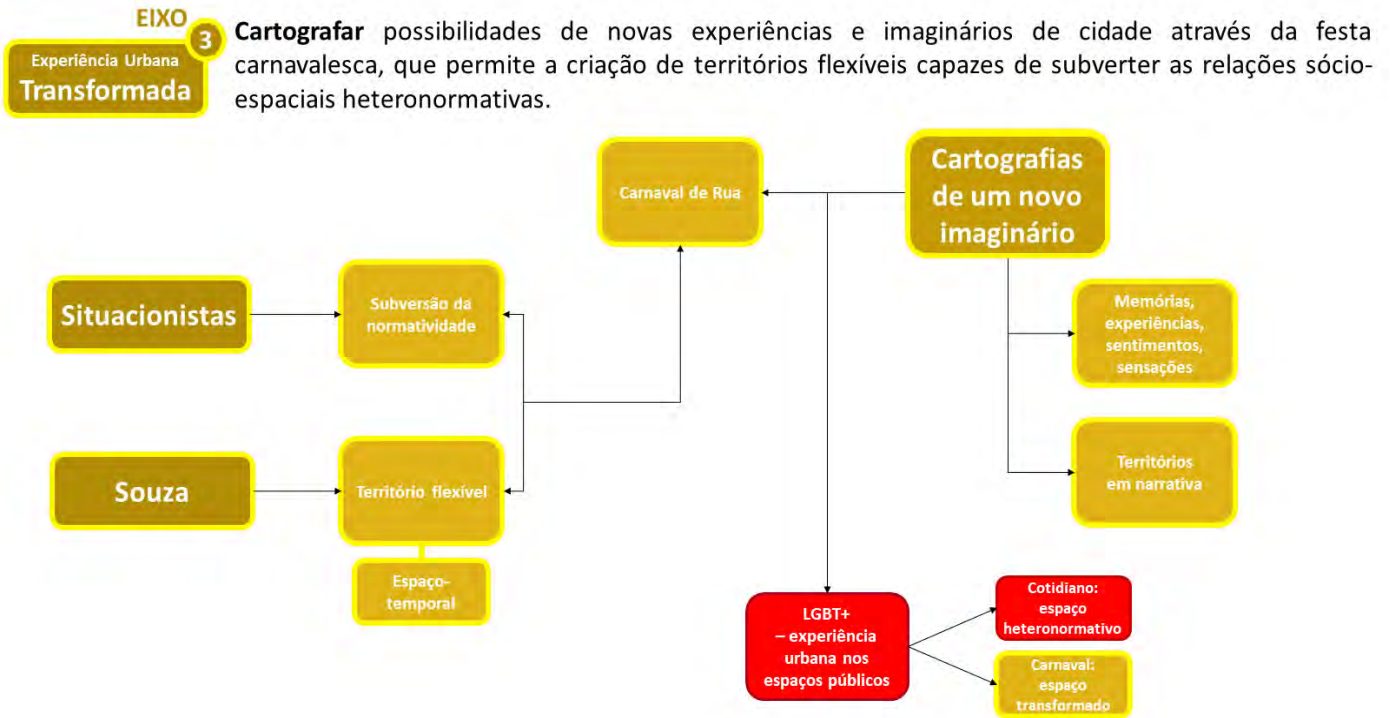 EIXO
3
Experiência Urbana
Transformada
Cartografar possibilidades de novas experiências e imaginários de cidade através da festa
carnavalesca, que permite a criação de territórios flexíveis capazes de subverter as relações sócio-
espaciais heteronormativas.
Carnaval de Rua
Cartografias
de um novo
imaginário
Situacionistas
Subversão da
normatividade
Memórias,
experiências,
sentimentos,
sensações
Souza
Território flexível
Territórios
em narrativa
Espaço-
temporal
LGBT+
– experiência
urbana nos
espaços públicos
Cotidiano:
espaço
heteronormativo
Carnaval:
espaço
transformado